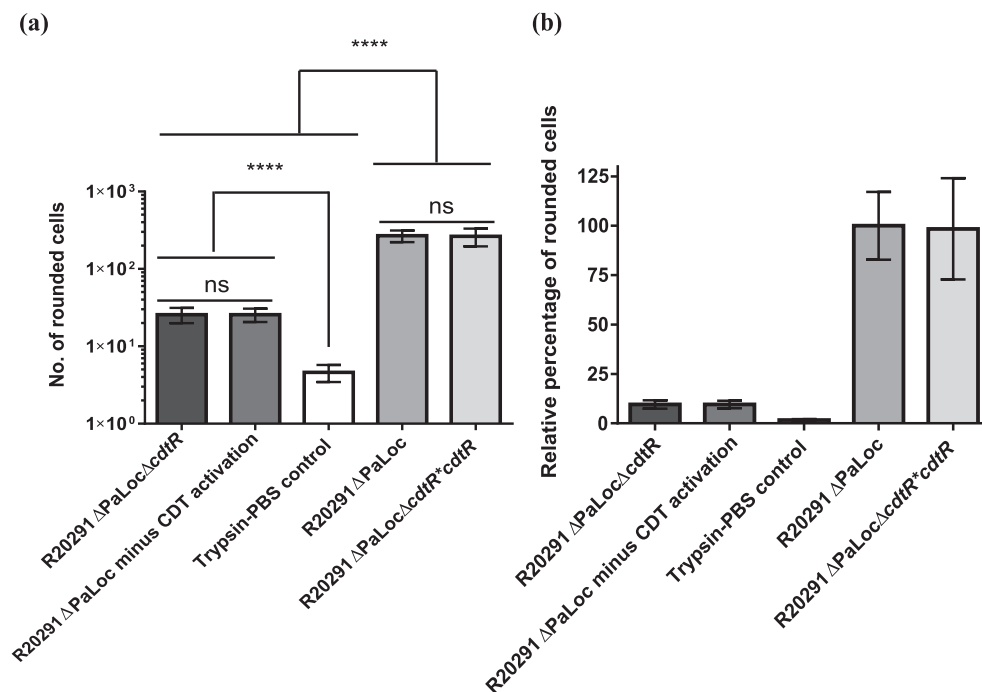 (a)
****
****
ns
ns
No. of rounded cells
1×10³
1×10²
1×10¹
1×10⁰
R20291 ΔPaLocΔcdtR
R20291 ΔPaLoc minus CDT activation
Trypsin-PBS control
R20291 ΔPaLoc
R20291 ΔPaLocΔcdtR*cdtR
(b)
Relative percentage of rounded cells
125
100
75
50
25
0
R20291 ΔPaLocΔcdtR
R20291 ΔPaLoc minus CDT activation
Trypsin-PBS control
R20291 ΔPaLoc
R20291 ΔPaLocΔcdtR*cdtR